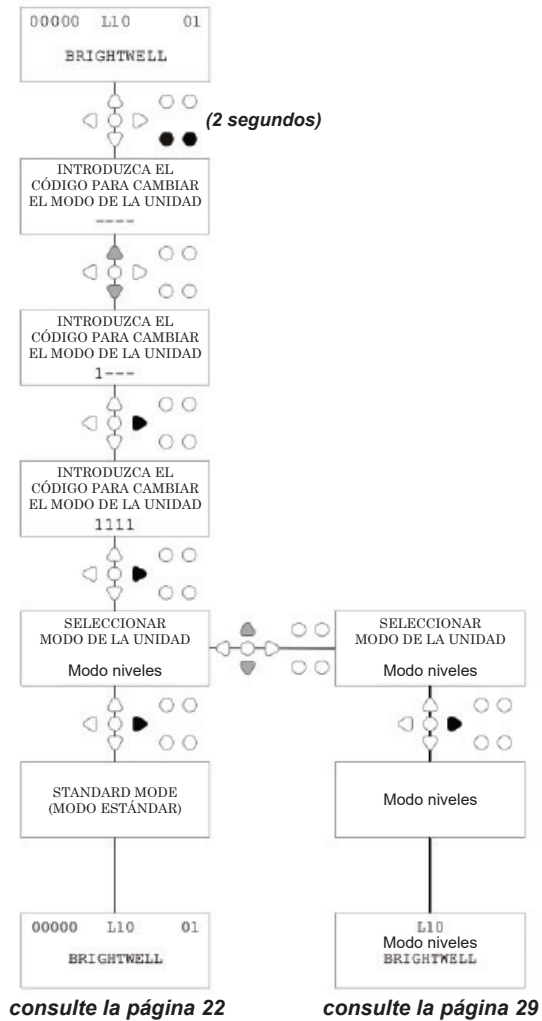 00000 L10 01
BRIGHTWELL
(2 segundos)
INTRODUZCA EL
CÓDIGO PARA CAMBIAR
EL MODO DE LA UNIDAD
----
INTRODUZCA EL
CÓDIGO PARA CAMBIAR
EL MODO DE LA UNIDAD
1---
INTRODUZCA EL
CÓDIGO PARA CAMBIAR
EL MODO DE LA UNIDAD
1111
SELECCIONAR
MODO DE LA UNIDAD
Modo niveles
SELECCIONAR
MODO DE LA UNIDAD
Modo niveles
STANDARD MODE
(MODO ESTÁNDAR)
Modo niveles
00000 L10 01
BRIGHTWELL
L10
Modo niveles
BRIGHTWELL
consulte la página 22
consulte la página 29